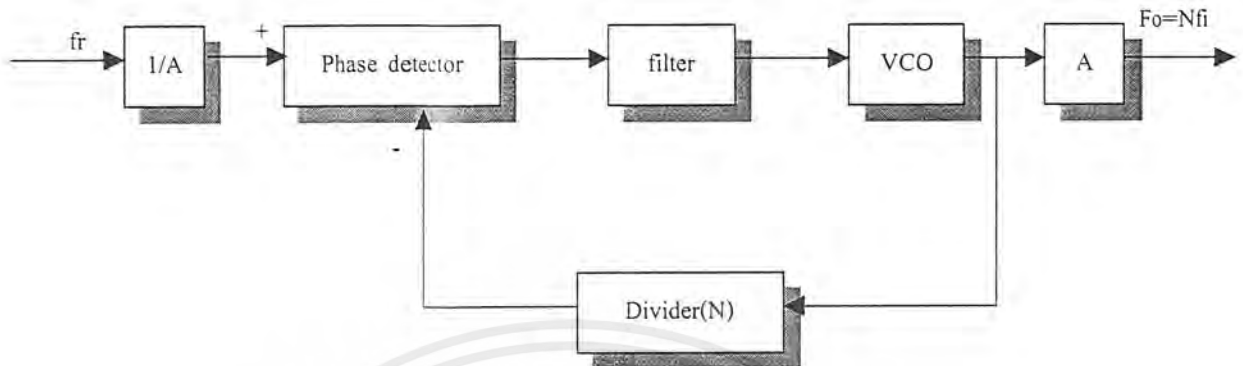 fr
1/A
+
Phase detector
filter
VCO
A
Fo=Nfi
-
Divider(N)